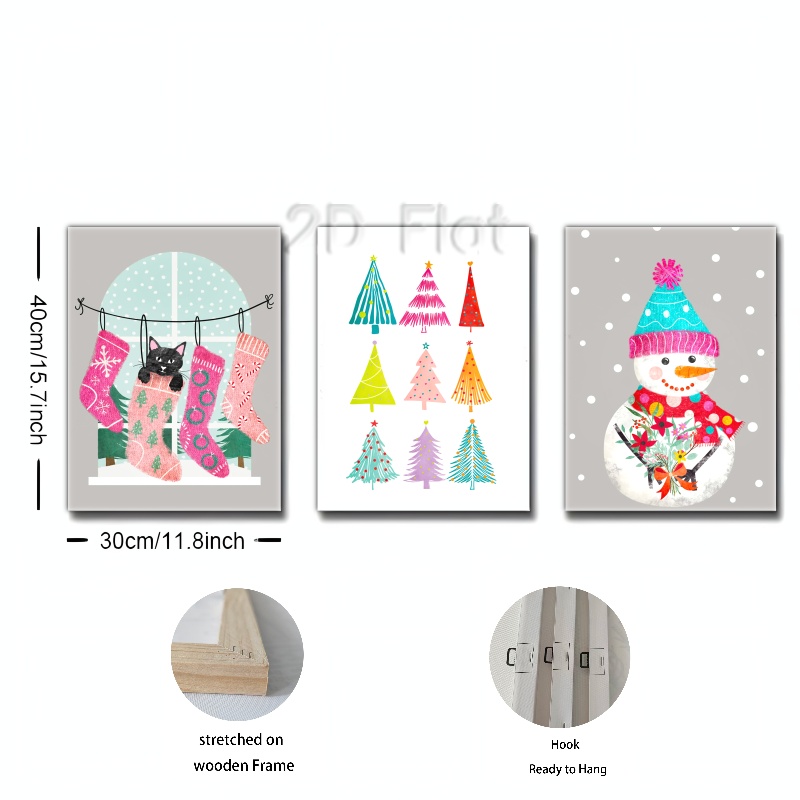 2D Flat
40cm/15.7inch
30cm/11.8inch
stretched on
wooden Frame
Hook
Ready to Hang